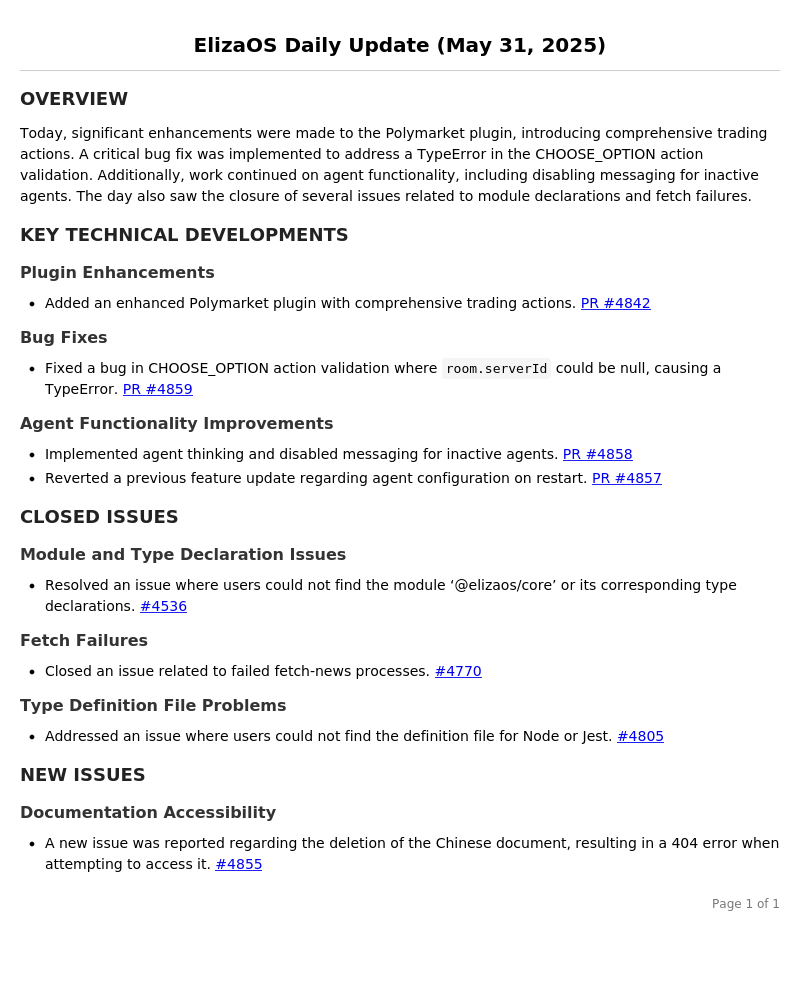 ElizaOS Daily Update (May 31, 2025)
OVERVIEW
Today, significant enhancements were made to the Polymarket plugin, introducing comprehensive trading
actions. A critical bug fix was implemented to address a TypeError in the CHOOSE_OPTION action
validation. Additionally, work continued on agent functionality, including disabling messaging for inactive
agents. The day also saw the closure of several issues related to module declarations and fetch failures.
KEY TECHNICAL DEVELOPMENTS
Plugin Enhancements
• Added an enhanced Polymarket plugin with comprehensive trading actions. PR #4842
Bug Fixes
• Fixed a bug in CHOOSE_OPTION action validation where room.serverId could be null, causing a
TypeError. PR #4859
Agent Functionality Improvements
• Implemented agent thinking and disabled messaging for inactive agents. PR #4858
• Reverted a previous feature update regarding agent configuration on restart. PR #4857
CLOSED ISSUES
Module and Type Declaration Issues
• Resolved an issue where users could not find the module ‘@elizaos/core’ or its corresponding type
declarations. #4536
Fetch Failures
• Closed an issue related to failed fetch-news processes. #4770
Type Definition File Problems
• Addressed an issue where users could not find the definition file for Node or Jest. #4805
NEW ISSUES
Documentation Accessibility
• A new issue was reported regarding the deletion of the Chinese document, resulting in a 404 error when
attempting to access it. #4855
Page 1 of 1